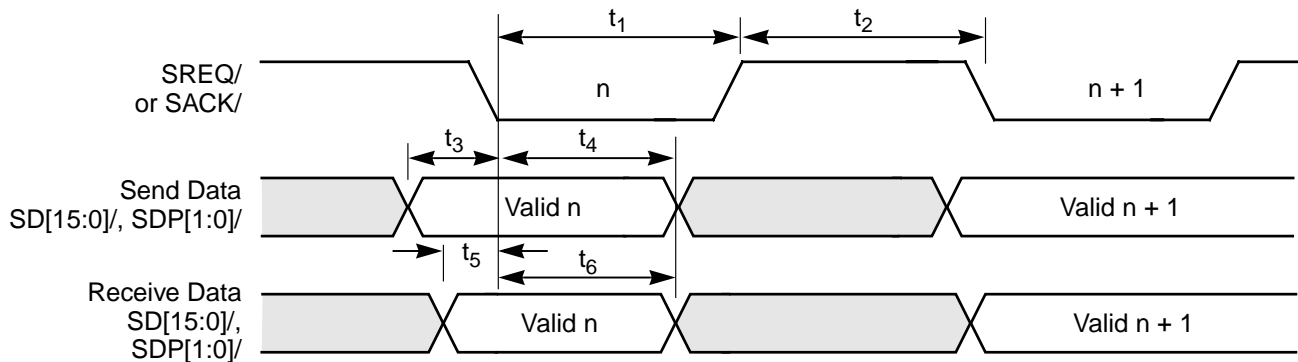 t1
t2
SREQ/
or SACK/
n
n + 1
t3
t4
Send Data
SD[15:0]/, SDP[1:0]/
Valid n
Valid n + 1
t5
t6
Receive Data
SD[15:0]/,
SDP[1:0]/
Valid n
Valid n + 1